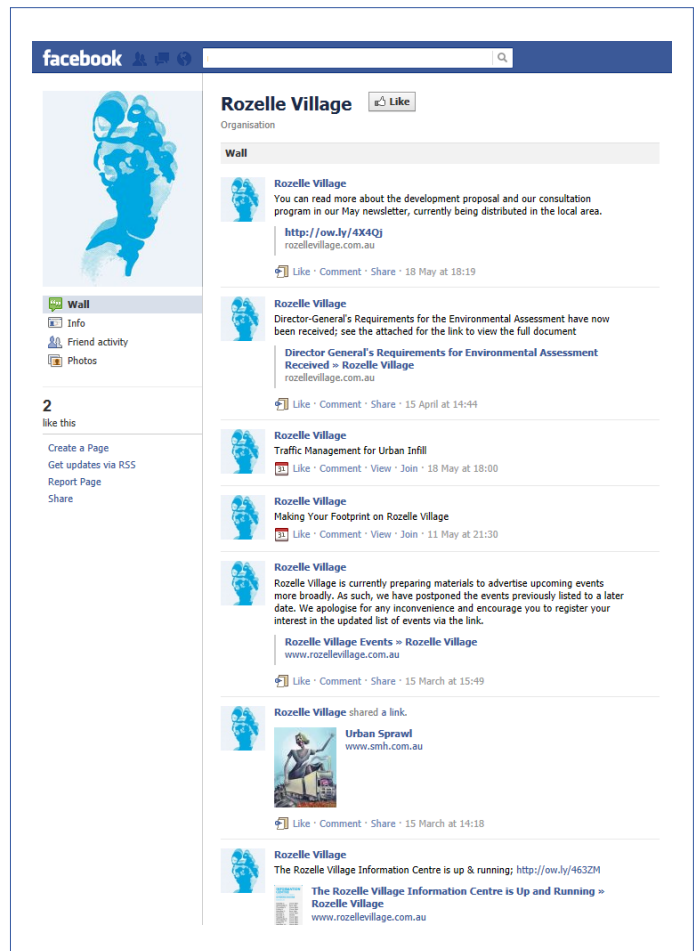 facebook
Rozelle Village
Like
Organisation
Wall
Rozelle Village
You can read more about the development proposal and our consultation
program in our May newsletter, currently being distributed in the local area.
http://ow.ly/4X4Qj
rozellevillage.com.au
Like · Comment · Share · 18 May at 18:19
Wall
Info
Friend activity
Photos
2
like this
Create a Page
Get updates via RSS
Report Page
Share
Rozelle Village
Director-General's Requirements for the Environmental Assessment have now
been received; see the attached for the link to view the full document
Director General's Requirements for Environmental Assessment
Received » Rozelle Village
rozellevillage.com.au
Like · Comment · Share · 15 April at 14:44
Rozelle Village
Traffic Management for Urban Infill
31 Like · Comment · View · Join · 18 May at 18:00
Rozelle Village
Making Your Footprint on Rozelle Village
31 Like · Comment · View · Join · 11 May at 21:30
Rozelle Village
Rozelle Village is currently preparing materials to advertise upcoming events
more broadly. As such, we have postponed the events previously listed to a later
date. We apologise for any inconvenience and encourage you to register your
interest in the updated list of events via the link.
Rozelle Village Events » Rozelle Village
www.rozellevillage.com.au
Like · Comment · Share · 15 March at 15:49
Rozelle Village shared a link.
Urban Sprawl
www.smh.com.au
Like · Comment · Share · 15 March at 14:18
Rozelle Village
The Rozelle Village Information Centre is up & running; http://ow.ly/463ZM
The Rozelle Village Information Centre is Up and Running »
Rozelle Village
www.rozellevillage.com.au